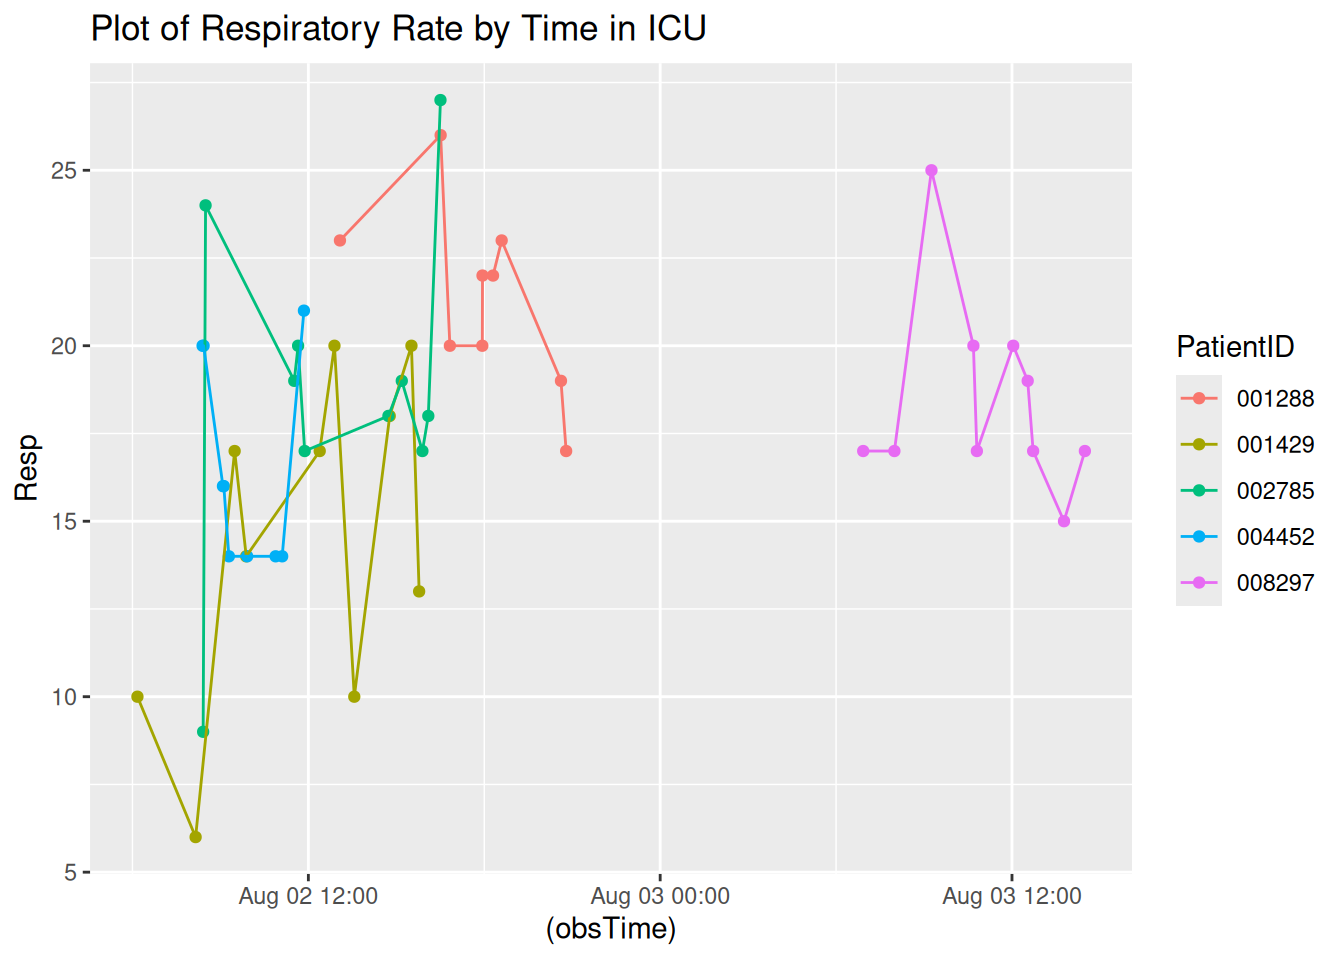 Plot of Respiratory Rate by Time in ICU
25
20
15
10
5
Resp
Aug 02 12:00
Aug 03 00:00
Aug 03 12:00
(obsTime)
PatientID
001288
001429
002785
004452
008297